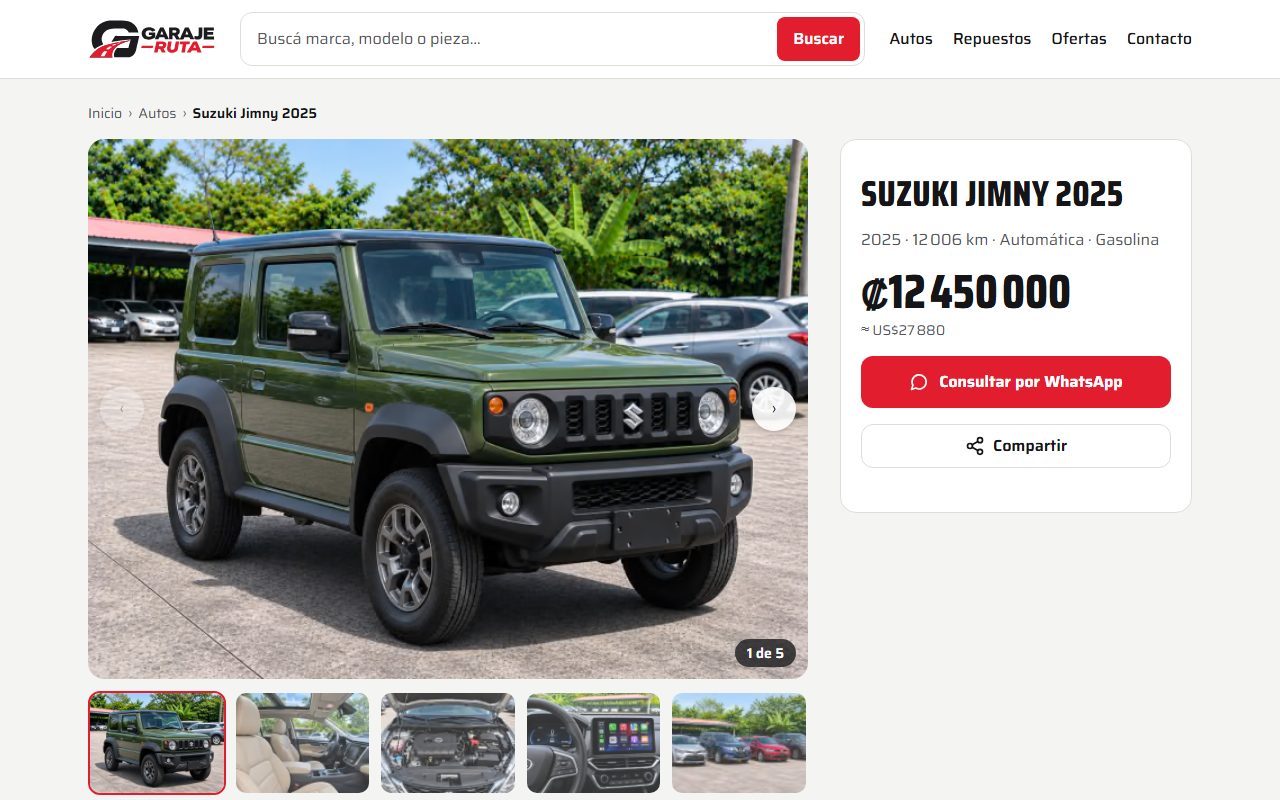 GARAJE
RUTA
Buscá marca, modelo o pieza...
Buscar
Autos
Repuestos
Ofertas
Contacto
Inicio › Autos › Suzuki Jimny 2025
SUZUKI JIMNY 2025
2025 · 12 006 km · Automática · Gasolina
₡12 450 000
≈ US$27 880
Consultar por WhatsApp
Compartir
‹
›
1 de 5